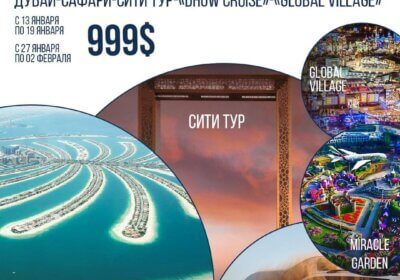 ДУБАЙ-САФАРИ-СИТИ ТУР-«DHOW CRUISE»-«GLOBAL VILLAGE»
С 13 ЯНВАРЯ
ПО 19 ЯНВАРЯ
999$
С 27 ЯНВАРЯ
ПО 02 ФЕВРАЛЯ
GLOBAL
VILLAGE
СИТИ ТУР
MIRACLE
GARDEN